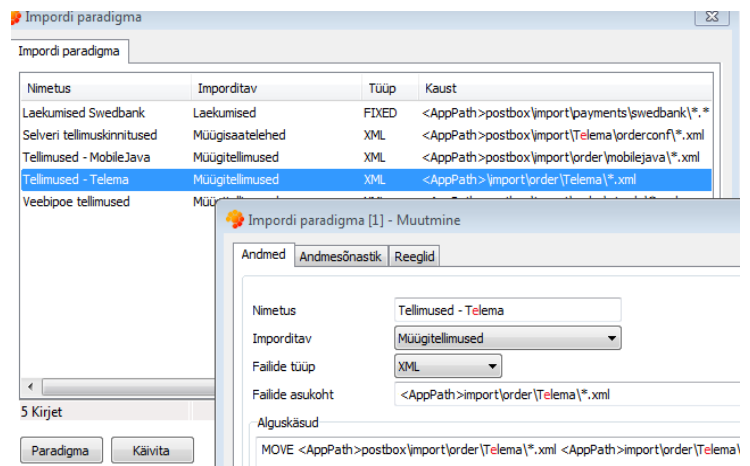 Impordi paradigma
Impordi paradigma
Nimetus Imporditav Tüüp Kaust
Laekumised Swedbank Laekumised FIXED <AppPath>postbox\import\payments\swedbank\*.*
Selveri tellimuskinnitused Müügisaatelehed XML <AppPath>postbox\import\Telema\orderconf\*.xml
Tellimused - MobileJava Müügitellimused XML <AppPath>postbox\import\order\mobilejava\*.xml
Tellimused - Telema Müügitellimused XML <AppPath>\import\order\Telema\*.xml
Veebipoe tellimused
Impordi paradigma [1] - Muutmine
Andmed Andmesõnastik Reeglid
Nimetus Tellimused - Telema
Imporditav Müügitellimused
Failide tüüp XML
Failide asukoht <AppPath>import\order\Telema\*.xml
Alguskäsud
MOVE <AppPath>postbox\import\order\Telema\*.xml <AppPath>import\order\Telema\
5 Kirjet
Paradigma Käivita